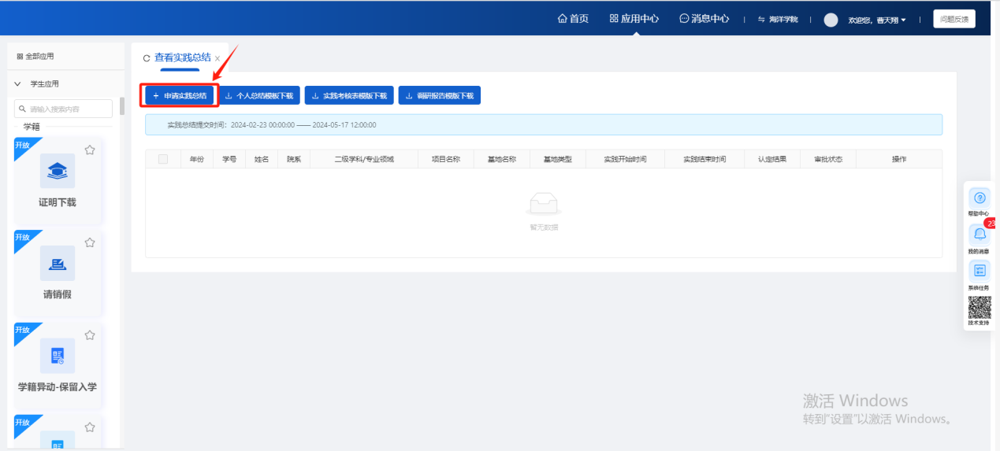 首页
应用中心
消息中心
海洋学院
欢迎您, 曹天翔
问题反馈
全部应用
查看实践总结
学生应用
申请实践总结
个人总结模板下载
实践考核表模版下载
调研报告模版下载
请输入搜索内容
实践总结提交时间: 2024-02-23 00:00:00 —— 2024-05-17 12:00:00
学籍
年份 学号 姓名 院系 二级学科/专业领域 项目名称 基地名称 基地类型 实践开始时间 实践结束时间 认定结果 审批状态 操作
开放
证明下载
暂无数据
开放
请销假
开放
学籍异动-保留入学
开放
帮助中心
23
我的消息
系统任务
技术支持
激活 Windows
转到"设置"以激活 Windows。